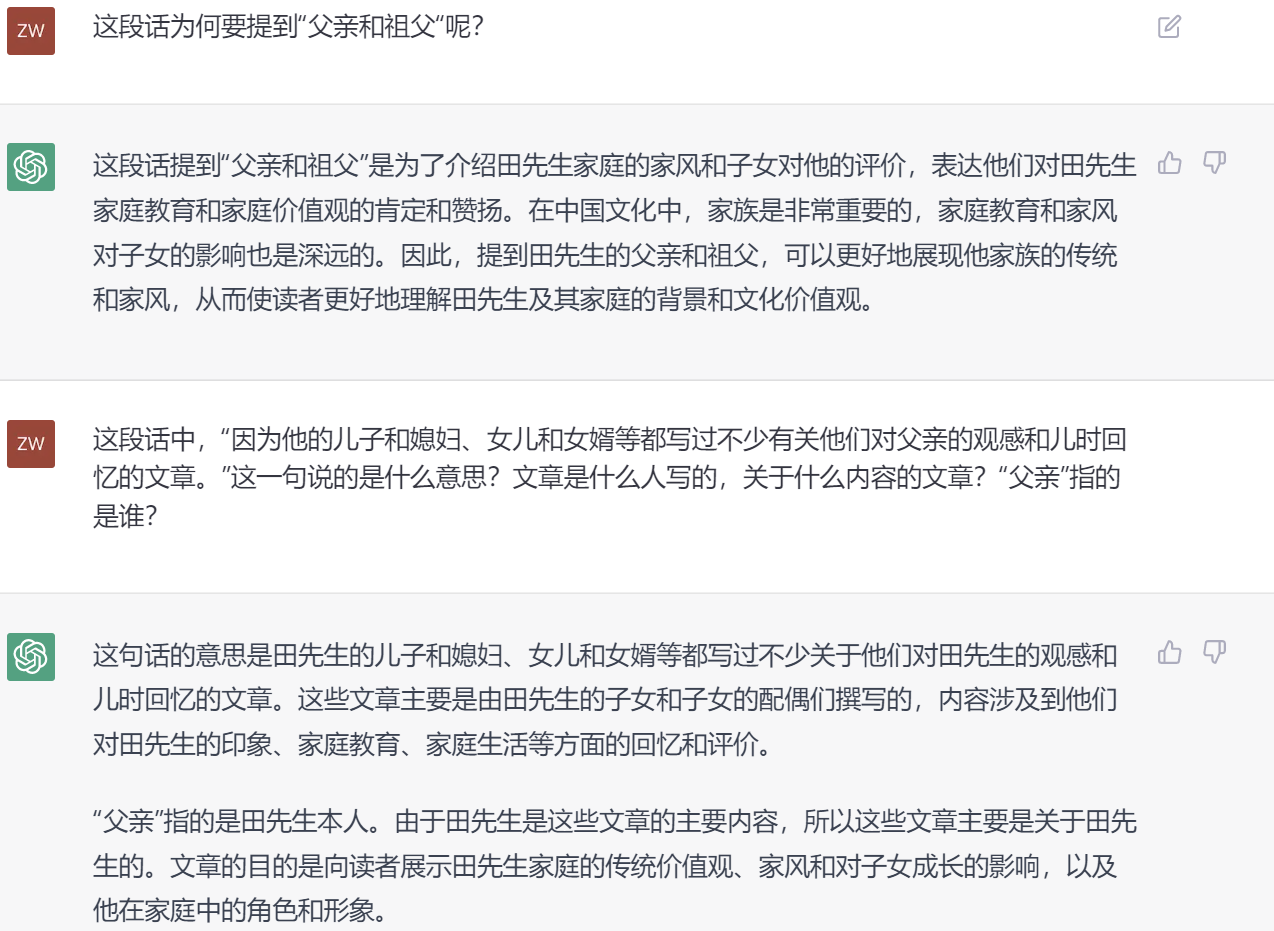 ZW
这段话为何要提到“父亲和祖父“呢？
这段话提到“父亲和祖父”是为了介绍田先生家庭的家风和子女对他的评价，表达他们对田先生
家庭教育和家庭价值观的肯定和赞扬。在中国文化中，家族是非常重要的，家庭教育和家风
对子女的影响也是深远的。因此，提到田先生的父亲和祖父，可以更好地展现他家族的传统
和家风，从而使读者更好地理解田先生及其家庭的背景和文化价值观。
ZW
这段话中，“因为他的儿子和媳妇、女儿和女婿等都写过不少有关他们对父亲的观感和儿时回
忆的文章。”这一句说的是什么意思？文章是什么人写的，关于什么内容的文章？“父亲”指的
是谁？
这句话的意思是田先生的儿子和媳妇、女儿和女婿等都写过不少关于他们对田先生的观感和
儿时回忆的文章。这些文章主要是由田先生的子女和子女的配偶们撰写的，内容涉及到他们
对田先生的印象、家庭教育、家庭生活等方面的回忆和评价。
“父亲”指的是田先生本人。由于田先生是这些文章的主要内容，所以这些文章主要是关于田先
生的。文章的目的是向读者展示田先生家庭的传统价值观、家风和对子女成长的影响，以及
他在家庭中的角色和形象。